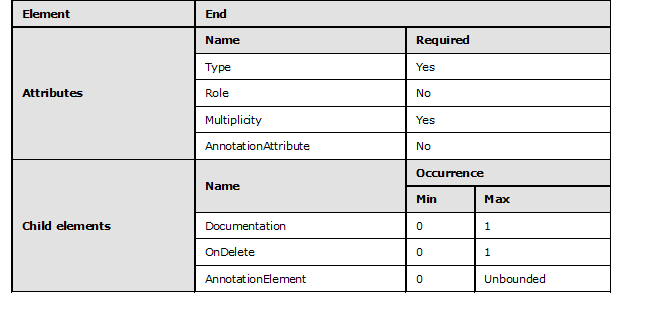 Element End
Attributes
Name Required
Type Yes
Role No
Multiplicity Yes
AnnotationAttribute No
Child elements
Name Occurrence
Min Max
Documentation 0 1
OnDelete 0 1
AnnotationElement 0 Unbounded